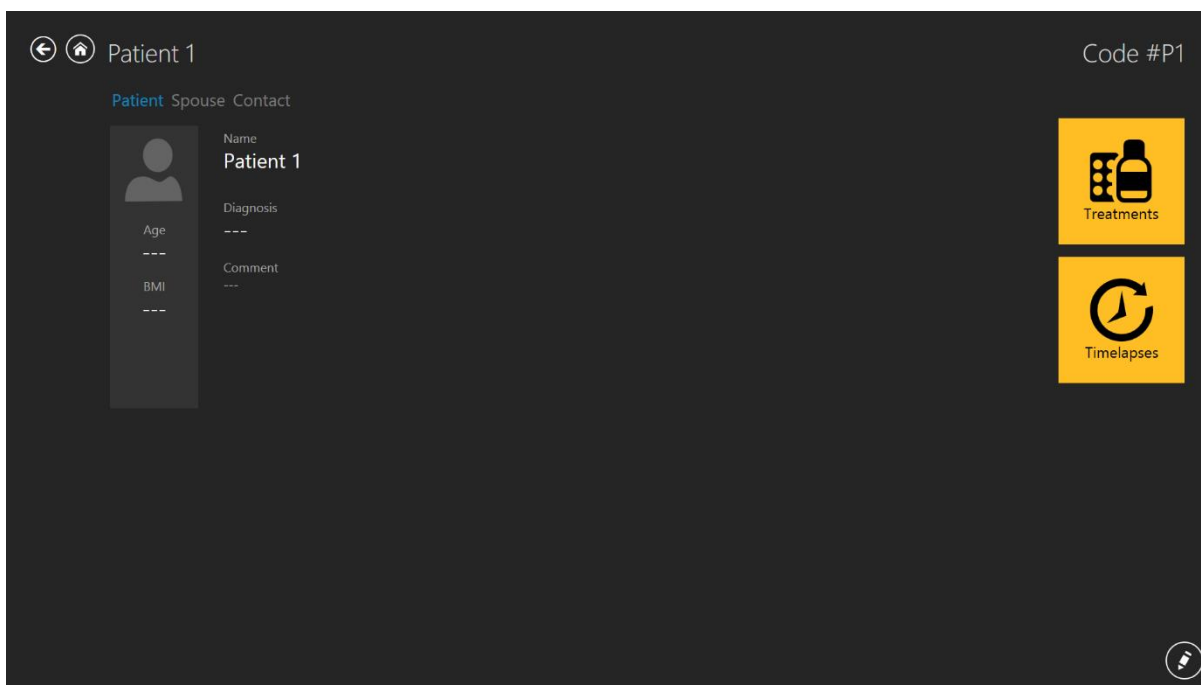 Patient 1
Code #P1
Patient Spouse Contact
Name
Patient 1
Diagnosis
---
Comment
---
Age
---
BMI
---
Treatments
Timelapses